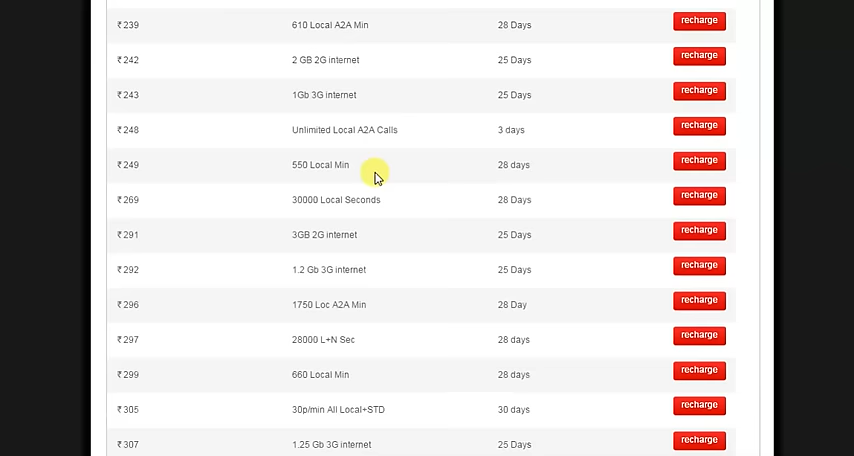 ₹ 239 610 Local A2A Min 28 Days recharge
₹ 242 2 GB 2G internet 25 Days recharge
₹ 243 1Gb 3G internet 25 Days recharge
₹ 248 Unlimited Local A2A Calls 3 days recharge
₹ 249 550 Local Min 28 days recharge
₹ 269 30000 Local Seconds 28 Days recharge
₹ 291 3GB 2G internet 25 Days recharge
₹ 292 1.2 Gb 3G internet 25 Days recharge
₹ 296 1750 Loc A2A Min 28 Day recharge
₹ 297 28000 L+N Sec 28 days recharge
₹ 299 660 Local Min 28 days recharge
₹ 305 30p/min All Local+STD 30 days recharge
₹ 307 1.25 Gb 3G internet 25 Days recharge